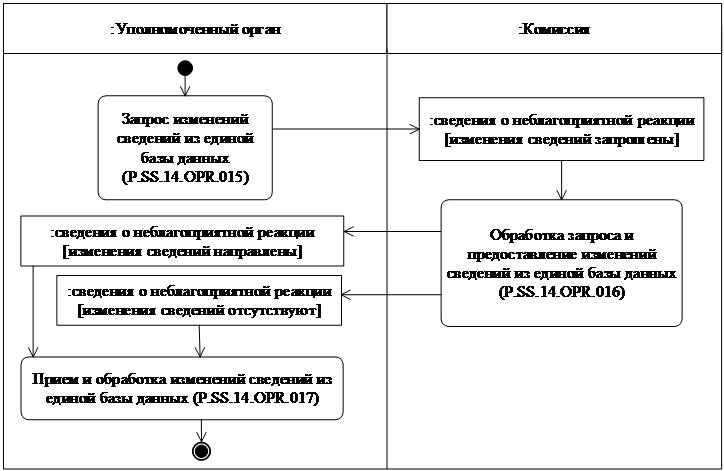 :Уполномоченный орган
:Комиссия
Запрос изменений
сведений из единой
базы данных
(P.SS.14.OPR.015)
:сведения о неблагоприятной реакции
[изменения сведений запрошены]
:сведения о неблагоприятной реакции
[изменения сведений направлены]
Обработка запроса и
предоставление изменений
сведений из единой базы данных
(P.SS.14.OPR.016)
:сведения о неблагоприятной реакции
[изменения сведений отсутствуют]
Прием и обработка изменений сведений из
единой базы данных (P.SS.14.OPR.017)